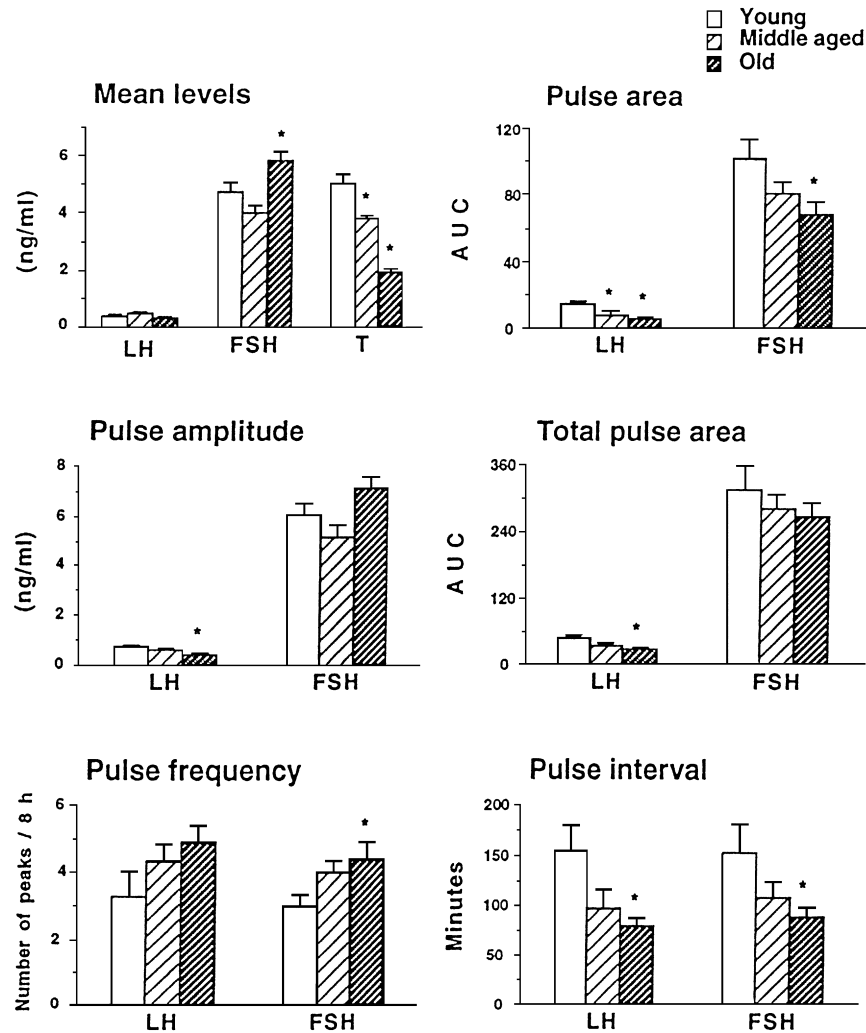 Young
Middle aged
Old
Mean levels
(ng/ml)
6
4
2
0
*
*
*
LH FSH T
Pulse area
AUC
120
80
40
0
*
*
*
LH FSH
Pulse amplitude
(ng/ml)
8
6
4
2
0
*
LH FSH
Total pulse area
AUC
360
240
120
0
*
LH FSH
Pulse frequency
Number of peaks / 8 h
6
4
2
0
*
LH FSH
Pulse interval
Minutes
200
150
100
50
0
*
*
LH FSH